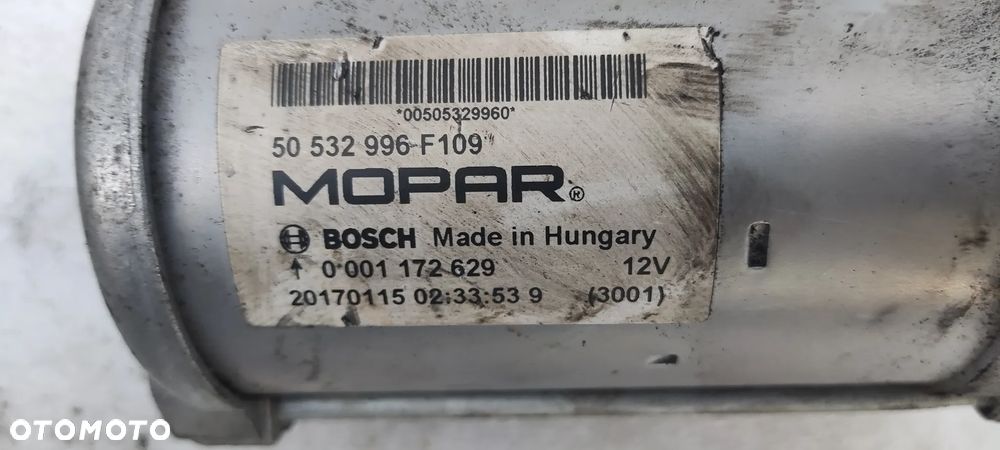 *00505329960*
50 532 996-F109
MOPAR®
BOSCH Made in Hungary
↑ 0 001 172 629 12V
20170115 02:33:53 9 (3001)
OTOMOTO